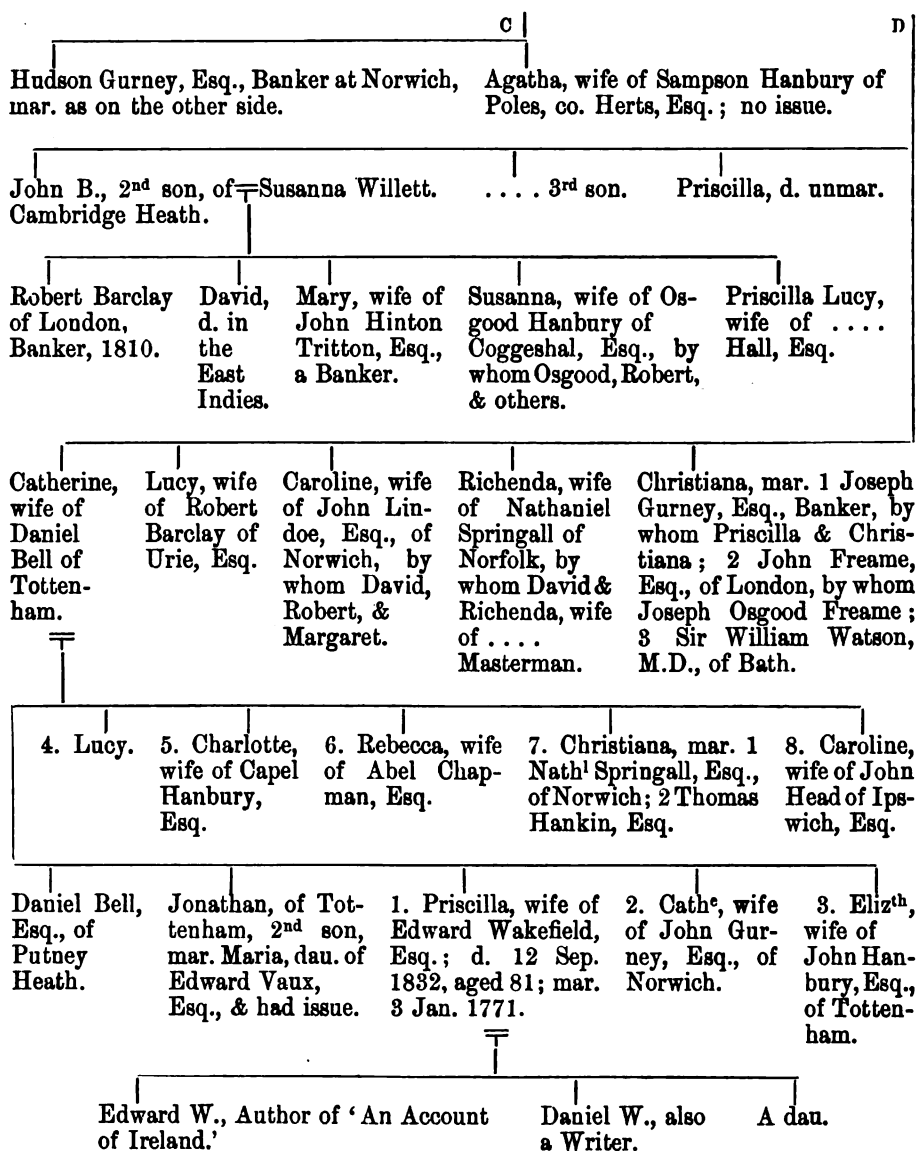 C D
Hudson Gurney, Esq., Banker at Norwich,
mar. as on the other side.
Agatha, wife of Sampson Hanbury of
Poles, co. Herts, Esq.; no issue.
John B., 2nd son, of
Cambridge Heath.
Susanna Willett.
.... 3rd son.
Priscilla, d. unmar.
Robert Barclay
of London,
Banker, 1810.
David,
d. in
the
East
Indies.
Mary, wife of
John Hinton
Tritton, Esq.,
a Banker.
Susanna, wife of Os-
good Hanbury of
Coggeshal, Esq., by
whom Osgood, Robert,
& others.
Priscilla Lucy,
wife of ....
Hall, Esq.
Catherine,
wife of
Daniel
Bell of
Totten-
ham.
Lucy, wife
of Robert
Barclay of
Urie, Esq.
Caroline, wife
of John Lin-
doe, Esq., of
Norwich, by
whom David,
Robert, &
Margaret.
Richenda, wife
of Nathaniel
Springall of
Norfolk, by
whom David &
Richenda, wife
of ....
Masterman.
Christiana, mar. 1 Joseph
Gurney, Esq., Banker, by
whom Priscilla & Chris-
tiana; 2 John Freame,
Esq., of London, by whom
Joseph Osgood Freame;
3 Sir William Watson,
M.D., of Bath.
4. Lucy.
5. Charlotte,
wife of Capel
Hanbury,
Esq.
6. Rebecca, wife
of Abel Chap-
man, Esq.
7. Christiana, mar. 1
Nathl Springall, Esq.,
of Norwich; 2 Thomas
Hankin, Esq.
8. Caroline,
wife of John
Head of Ips-
wich, Esq.
Daniel Bell,
Esq., of
Putney
Heath.
Jonathan, of Tot-
tenham, 2nd son,
mar. Maria, dau. of
Edward Vaux,
Esq., & had issue.
1. Priscilla, wife of
Edward Wakefield,
Esq.; d. 12 Sep.
1832, aged 81; mar.
3 Jan. 1771.
2. Cathe, wife
of John Gur-
ney, Esq., of
Norwich.
3. Elizth,
wife of
John Han-
bury, Esq.,
of Totten-
ham.
Edward W., Author of 'An Account
of Ireland.'
Daniel W., also
a Writer.
A dau.